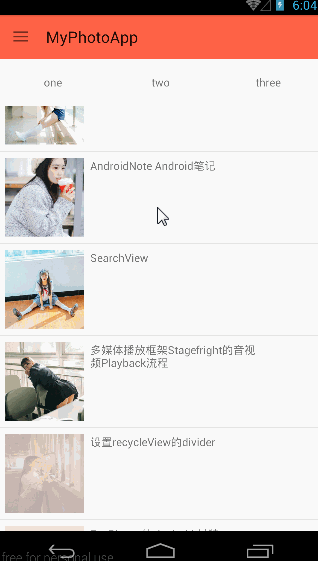 6:04
MyPhotoApp
one two three
AndroidNote Android笔记
SearchView
多媒体播放框架Stagefright的音视
频Playback流程
设置recycleView的divider
free for personal use